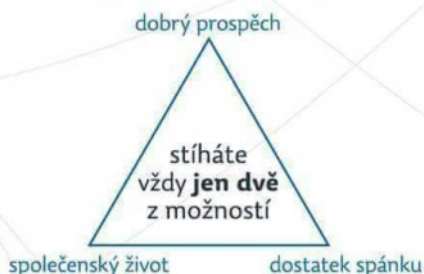 dobrý prospěch
stíháte
vždy jen dvě
z možností
společenský život
dostatek spánku